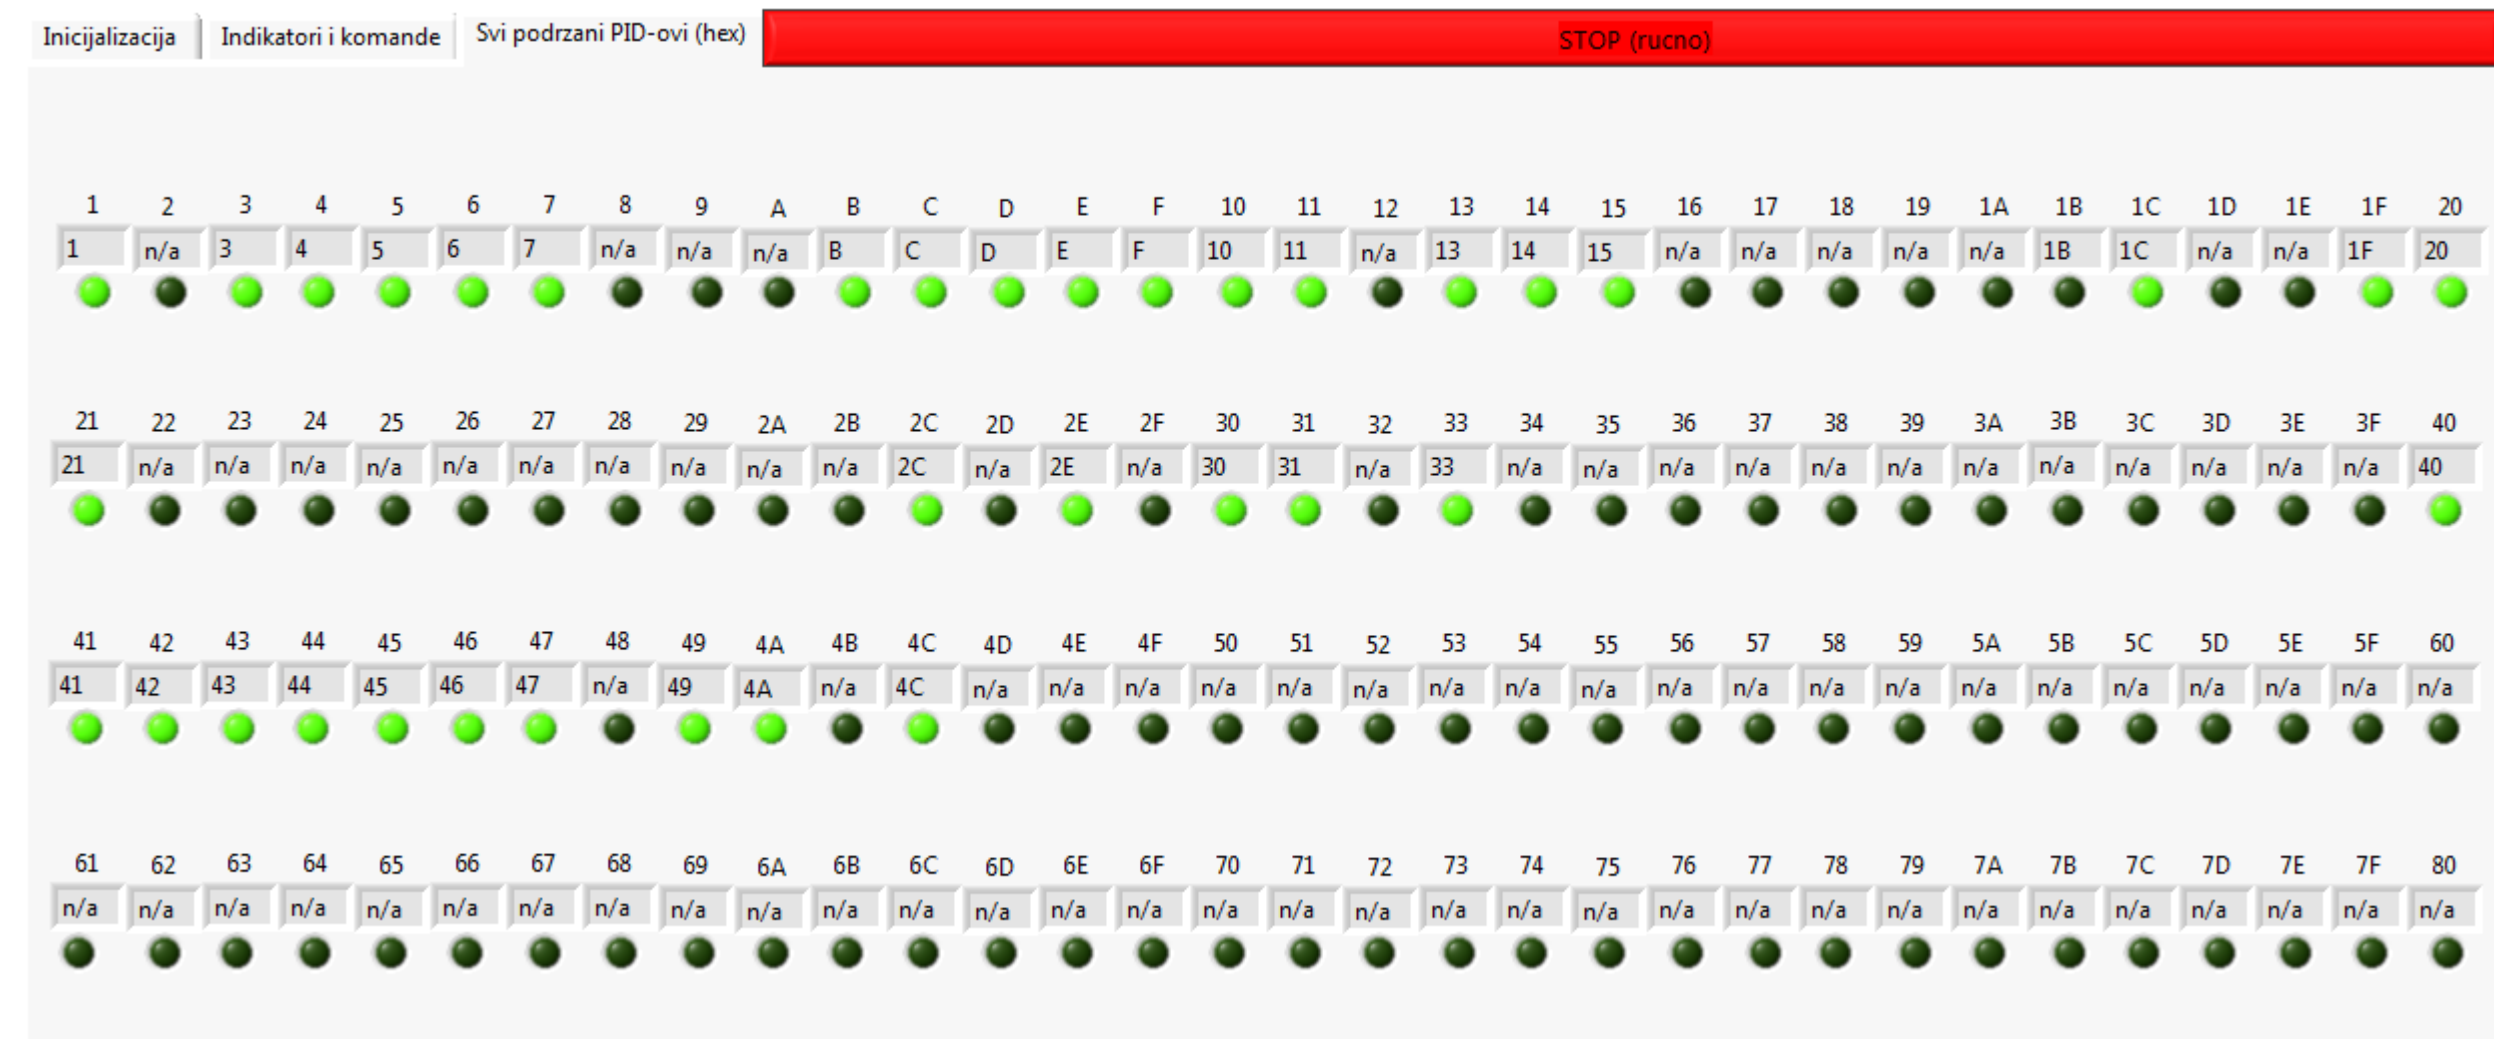 Inicijalizacija Indikatori i komande Svi podrzani PID-ovi (hex) STOP (rucno)
1 2 3 4 5 6 7 8 9 A B C D E F 10 11 12 13 14 15 16 17 18 19 1A 1B 1C 1D 1E 1F 20
1 n/a 3 4 5 6 7 n/a n/a n/a B C D E F 10 11 n/a 13 14 15 n/a n/a n/a n/a n/a 1B 1C n/a n/a 1F 20
21 22 23 24 25 26 27 28 29 2A 2B 2C 2D 2E 2F 30 31 32 33 34 35 36 37 38 39 3A 3B 3C 3D 3E 3F 40
21 n/a n/a n/a n/a n/a n/a n/a n/a n/a n/a 2C n/a 2E n/a 30 31 n/a 33 n/a n/a n/a n/a n/a n/a n/a n/a n/a n/a n/a n/a 40
41 42 43 44 45 46 47 48 49 4A 4B 4C 4D 4E 4F 50 51 52 53 54 55 56 57 58 59 5A 5B 5C 5D 5E 5F 60
41 42 43 44 45 46 47 n/a 49 4A n/a 4C n/a n/a n/a n/a n/a n/a n/a n/a n/a n/a n/a n/a n/a n/a n/a n/a n/a n/a n/a n/a
61 62 63 64 65 66 67 68 69 6A 6B 6C 6D 6E 6F 70 71 72 73 74 75 76 77 78 79 7A 7B 7C 7D 7E 7F 80
n/a n/a n/a n/a n/a n/a n/a n/a n/a n/a n/a n/a n/a n/a n/a n/a n/a n/a n/a n/a n/a n/a n/a n/a n/a n/a n/a n/a n/a n/a n/a n/a